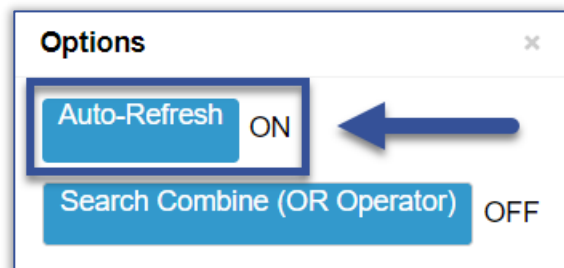 Options ×
Auto-Refresh ON
Search Combine (OR Operator) OFF